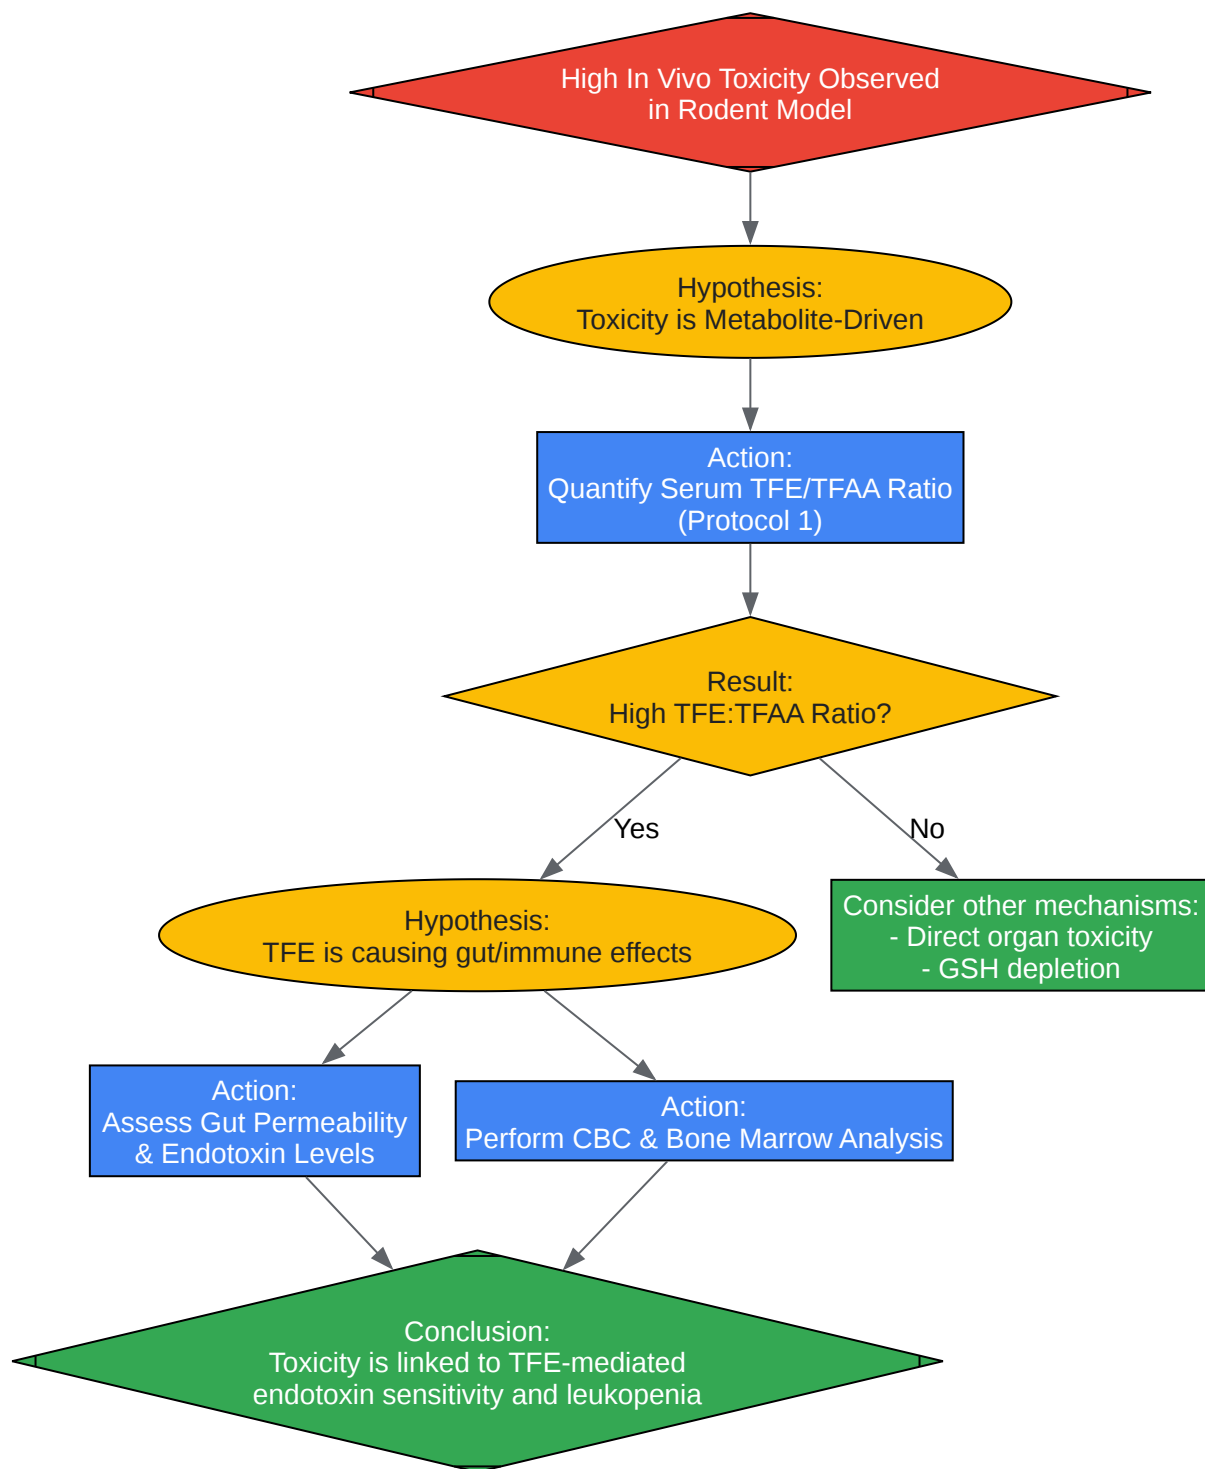 High In Vivo Toxicity Observed
in Rodent Model
Hypothesis:
Toxicity is Metabolite-Driven
Action:
Quantify Serum TFE/TFAA Ratio
(Protocol 1)
Result:
High TFE:TFAA Ratio?
Yes
No
Hypothesis:
TFE is causing gut/immune effects
Consider other mechanisms:
- Direct organ toxicity
- GSH depletion
Action:
Assess Gut Permeability
& Endotoxin Levels
Action:
Perform CBC & Bone Marrow Analysis
Conclusion:
Toxicity is linked to TFE-mediated
endotoxin sensitivity and leukopenia